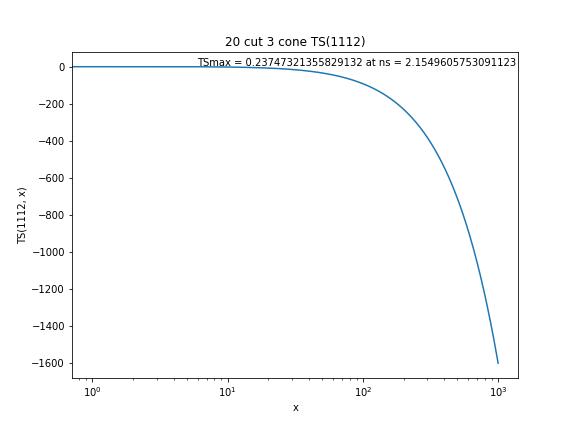 20 cut 3 cone TS(1112)
TSmax = 0.23747321355829132 at ns = 2.1549605753091123
0
−200
−400
−600
−800
−1000
−1200
−1400
−1600
TS(1112, x)
10⁰ 10¹ 10² 10³
x